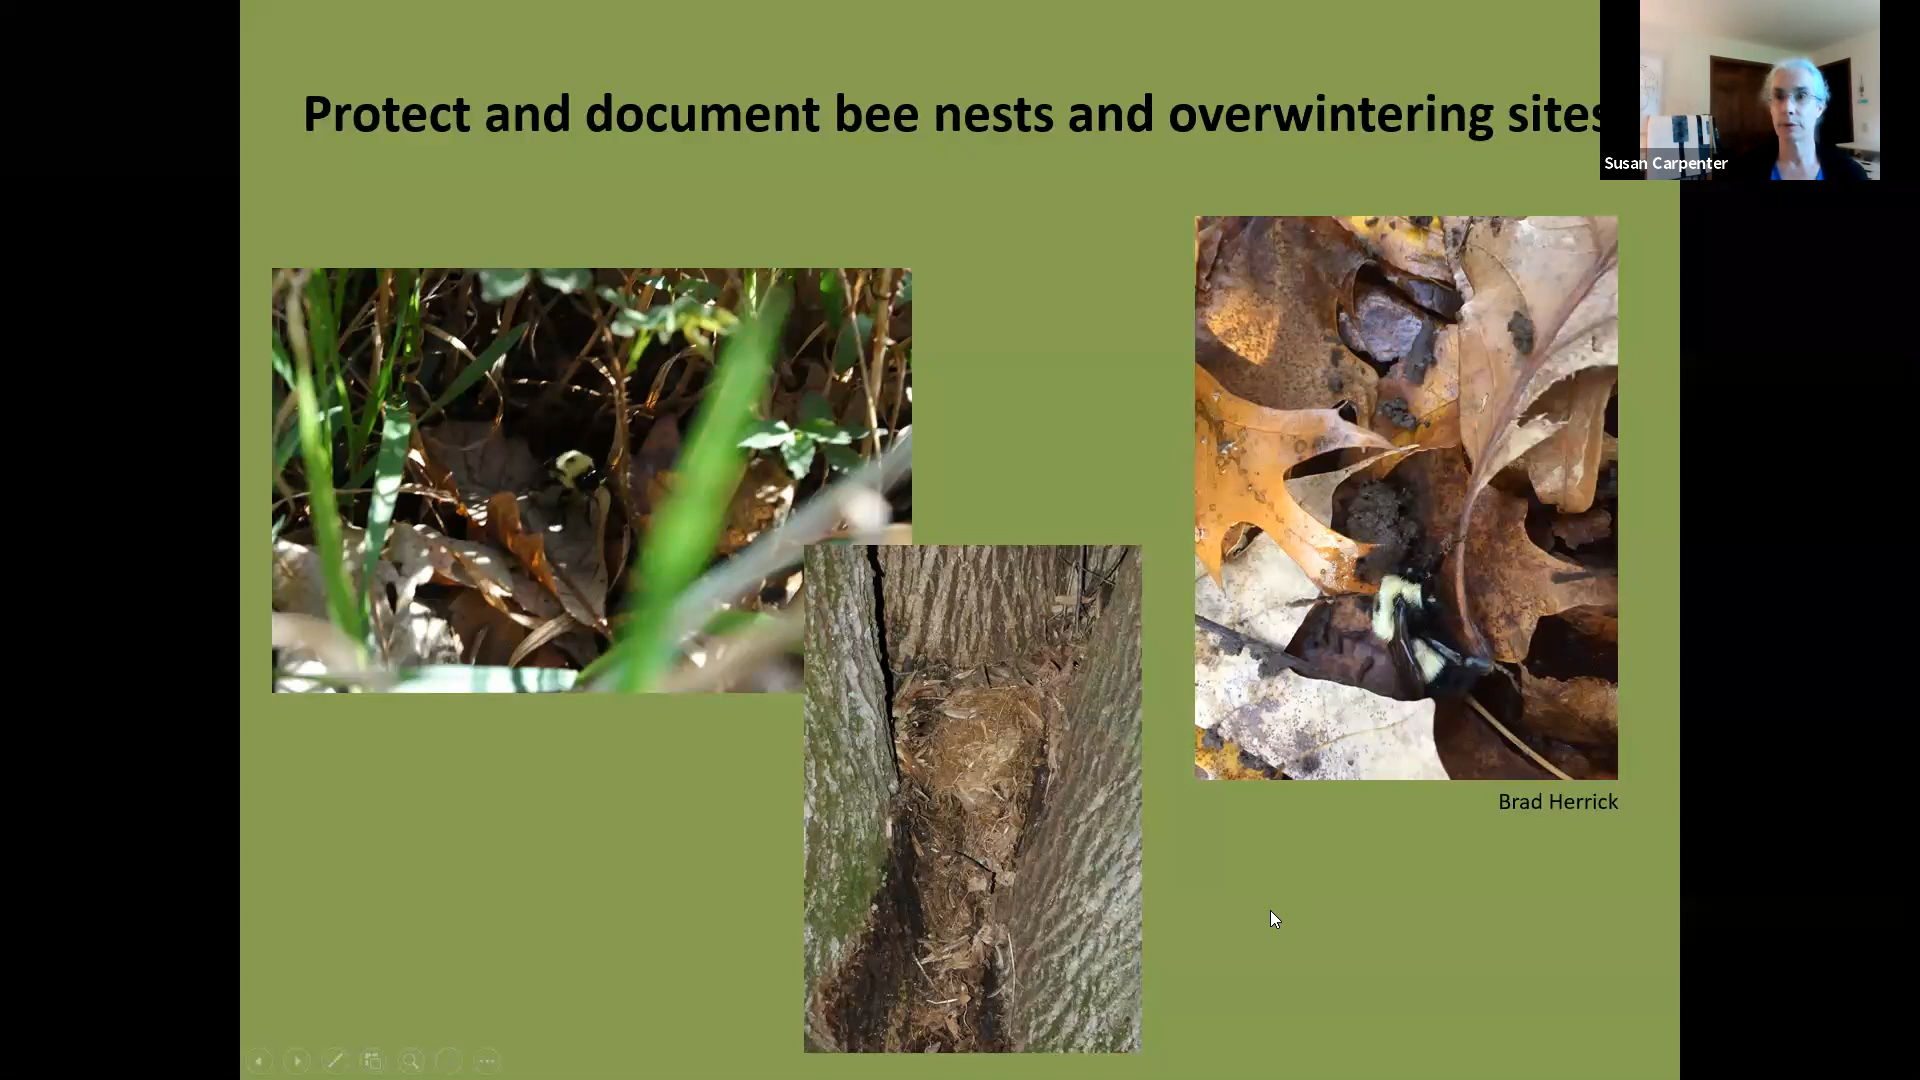 Protect and document bee nests and overwintering sites
Susan Carpenter
Brad Herrick